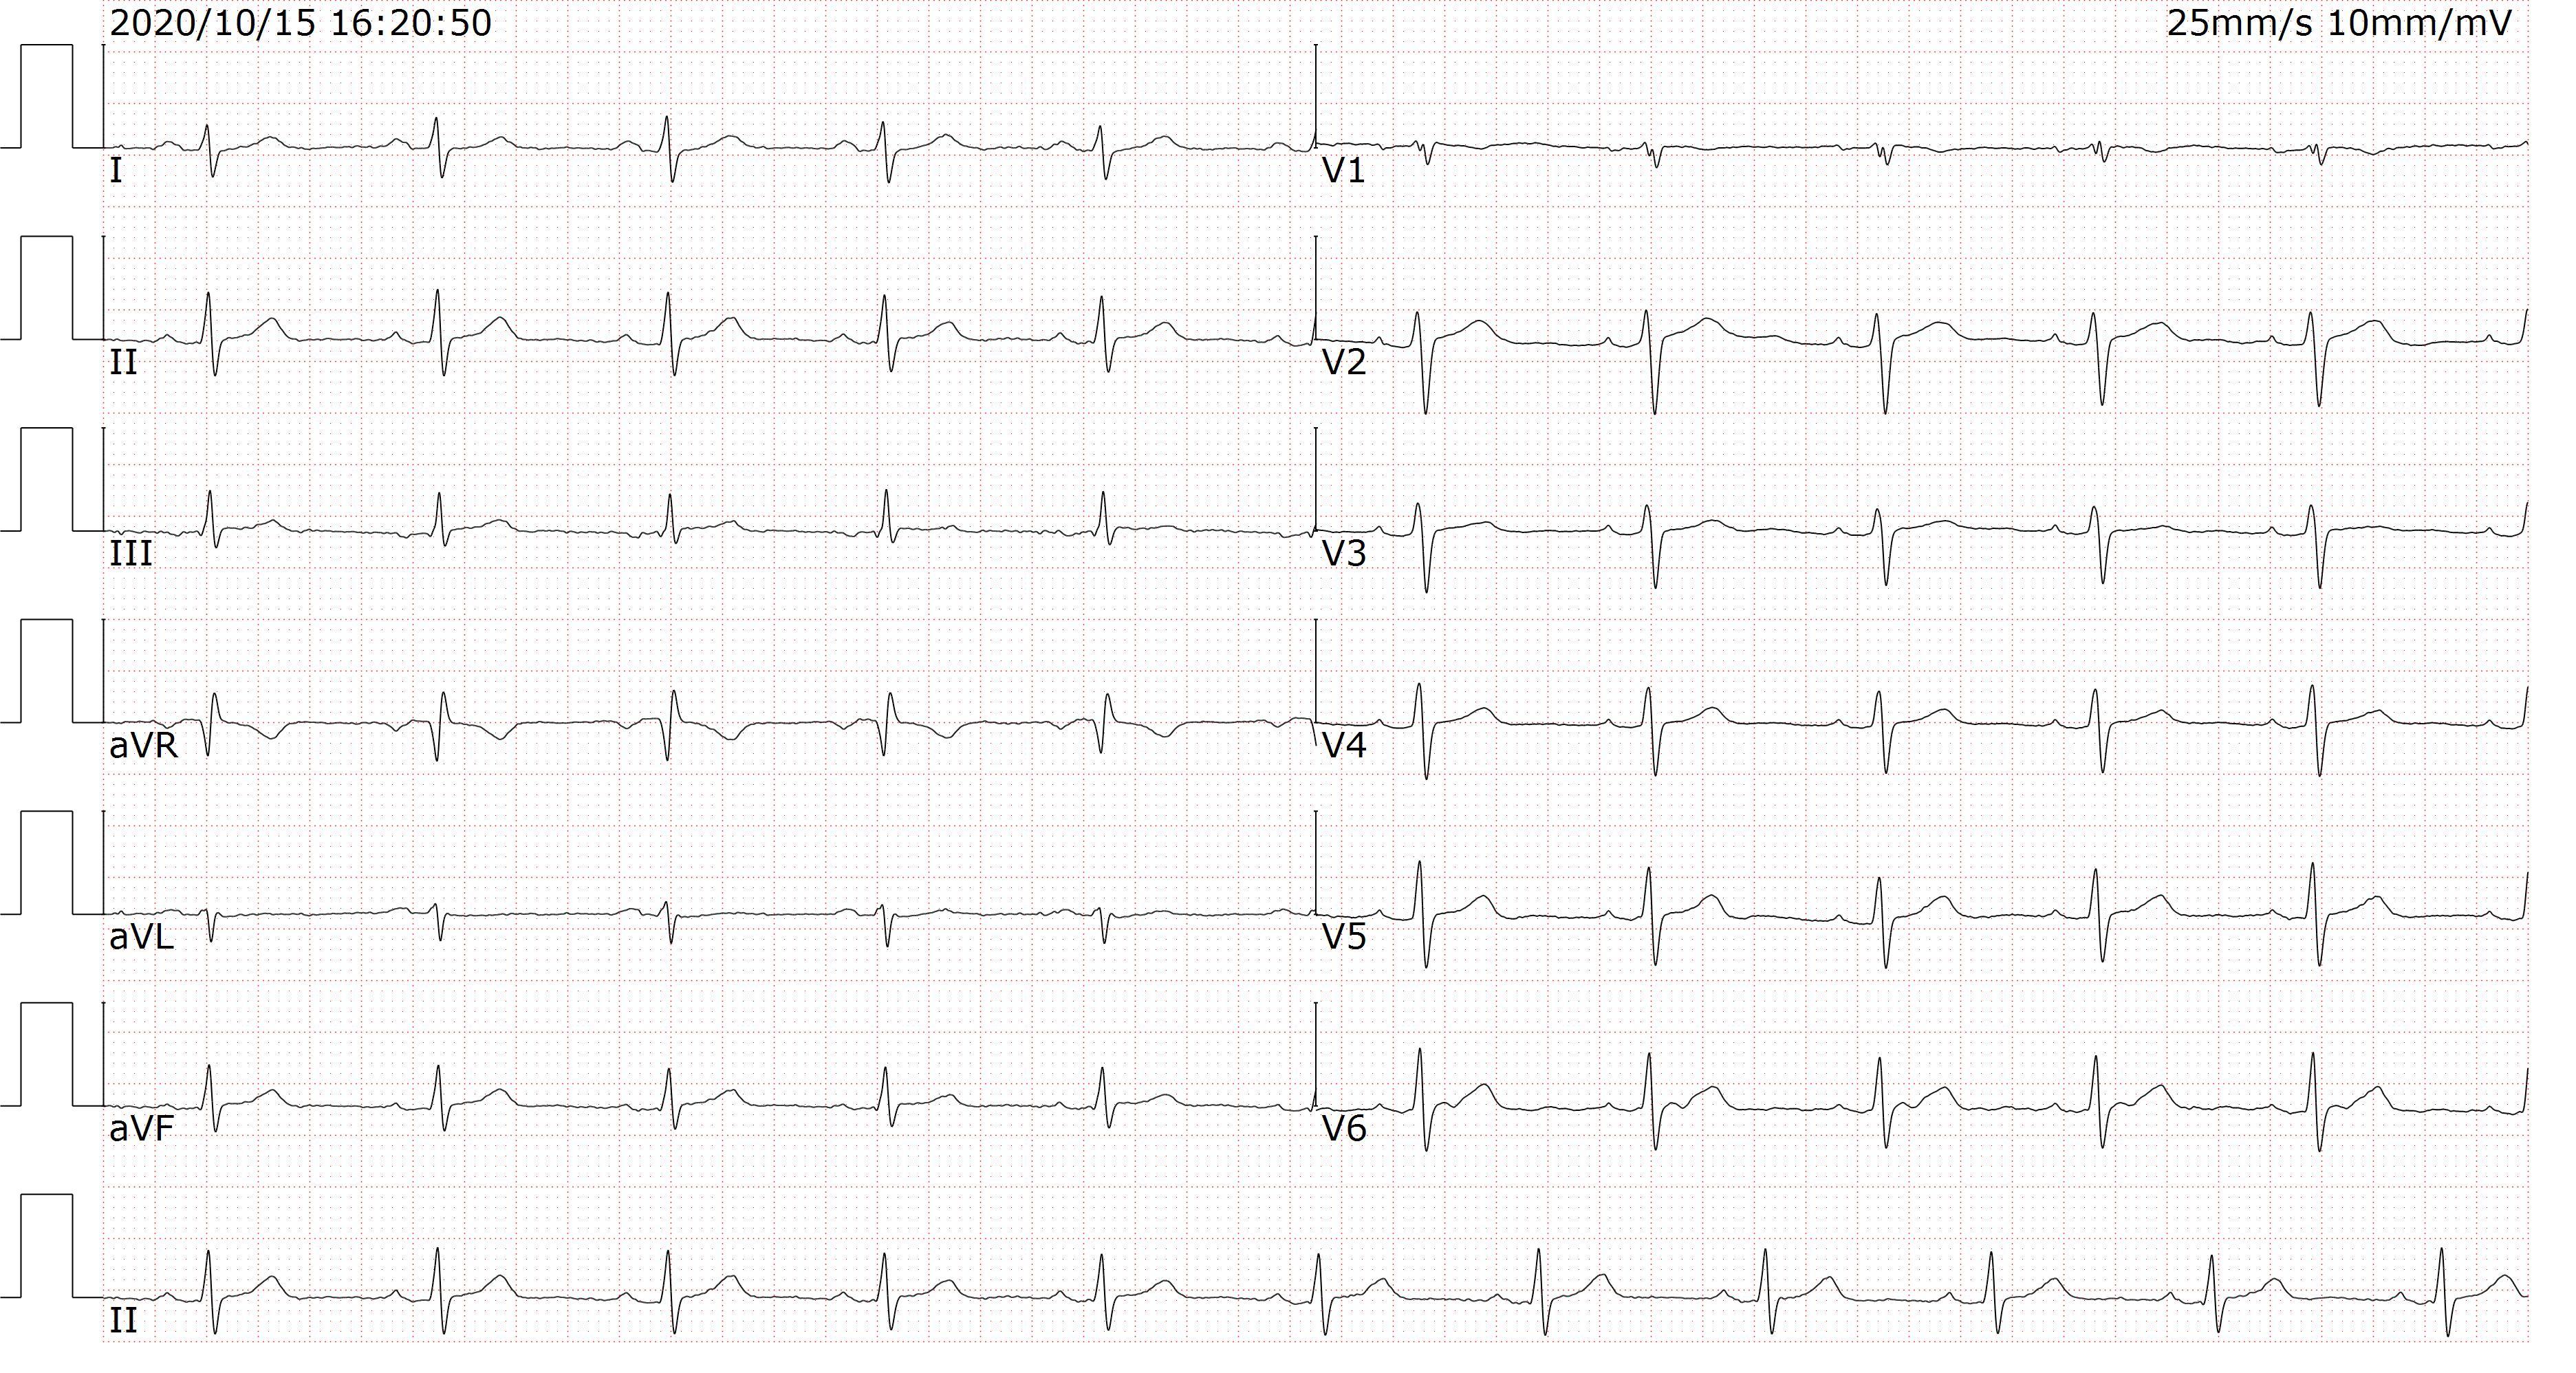 2020/10/15 16:20:50 25mm/s 10mm/mV
I V1
II V2
III V3
aVR V4
aVL V5
aVF V6
II